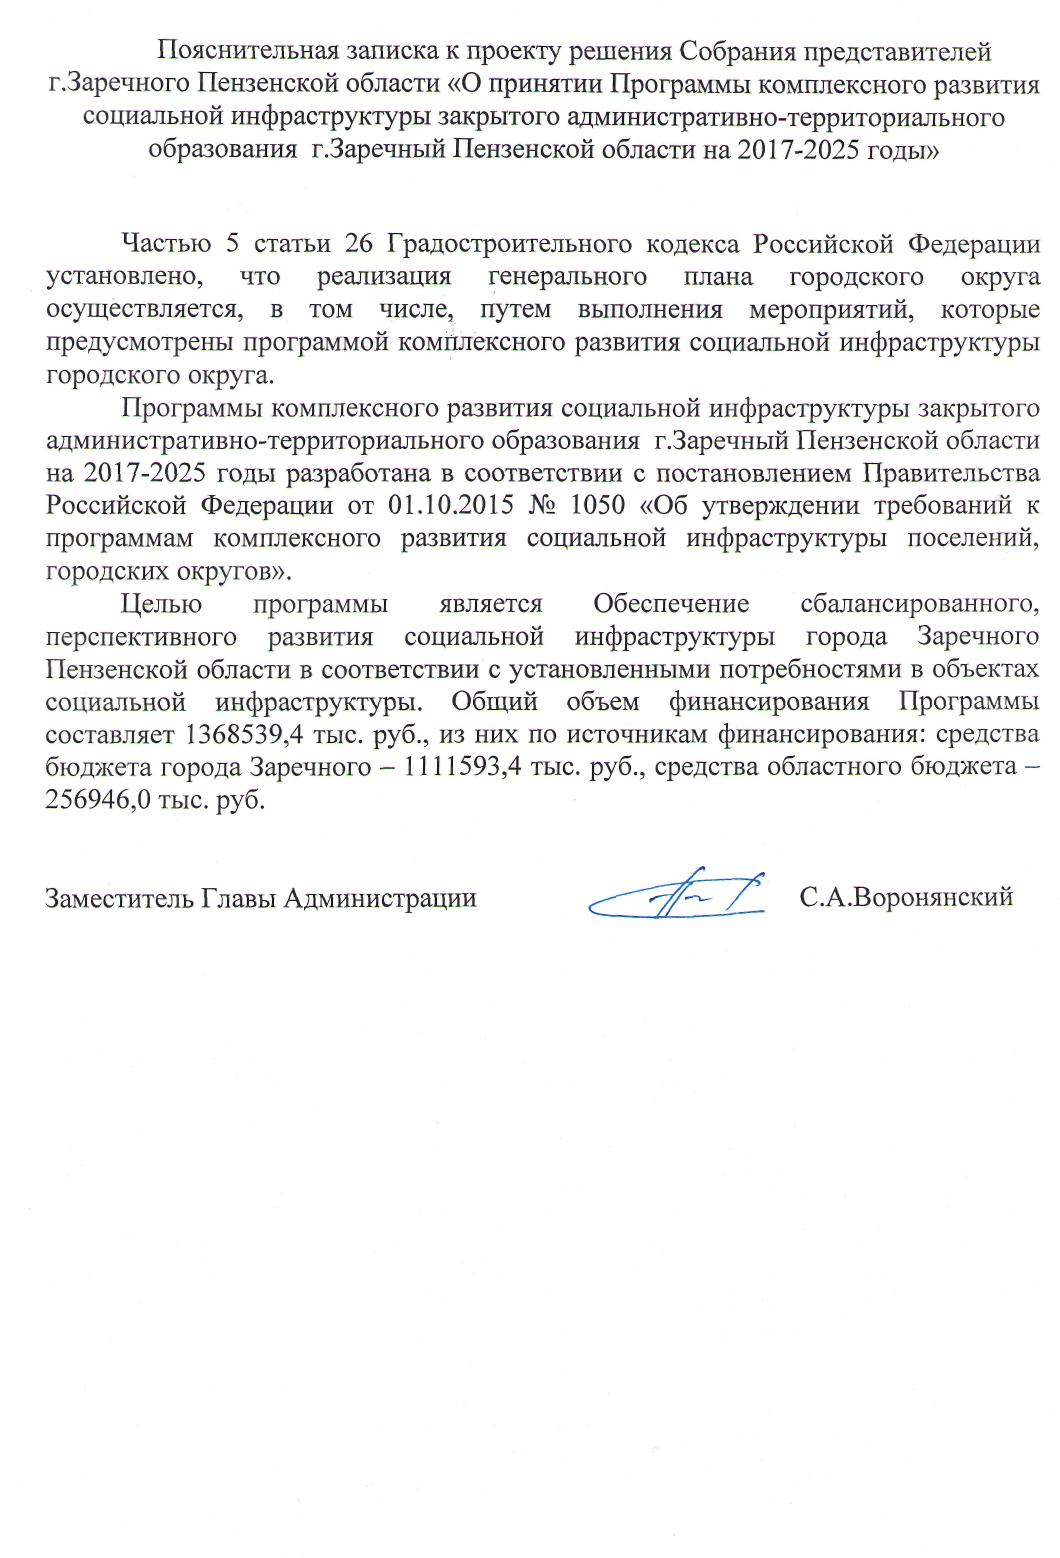 Пояснительная записка к проекту решения Собрания представителей
г.Заречного Пензенской области «О принятии Программы комплексного развития
социальной инфраструктуры закрытого административно-территориального
образования г.Заречный Пензенской области на 2017-2025 годы»
Частью 5 статьи 26 Градостроительного кодекса Российской Федерации
установлено, что реализация генерального плана городского округа
осуществляется, в том числе, путем выполнения мероприятий, которые
предусмотрены программой комплексного развития социальной инфраструктуры
городского округа.
Программы комплексного развития социальной инфраструктуры закрытого
административно-территориального образования г.Заречный Пензенской области
на 2017-2025 годы разработана в соответствии с постановлением Правительства
Российской Федерации от 01.10.2015 № 1050 «Об утверждении требований к
программам комплексного развития социальной инфраструктуры поселений,
городских округов».
Целью программы является Обеспечение сбалансированного,
перспективного развития социальной инфраструктуры города Заречного
Пензенской области в соответствии с установленными потребностями в объектах
социальной инфраструктуры. Общий объем финансирования Программы
составляет 1368539,4 тыс. руб., из них по источникам финансирования: средства
бюджета города Заречного – 1111593,4 тыс. руб., средства областного бюджета –
256946,0 тыс. руб.
Заместитель Главы Администрации С.А.Воронянский